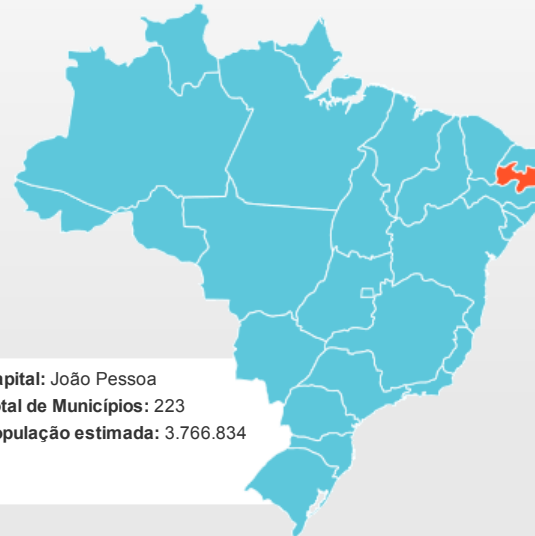 apital: João Pessoa
tal de Municípios: 223
opulação estimada: 3.766.834